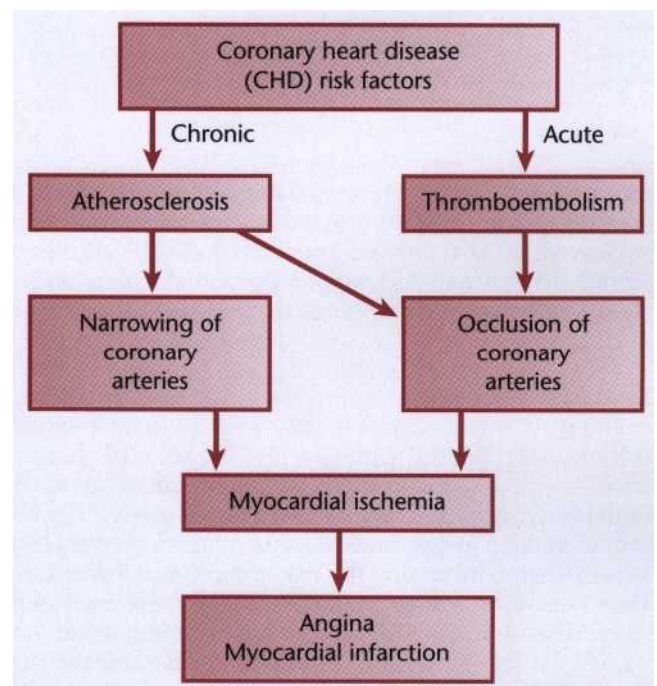 Coronary heart disease
(CHD) risk factors
Chronic
Acute
Atherosclerosis
Thromboembolism
Narrowing of
coronary
arteries
Occlusion of
coronary
arteries
Myocardial ischemia
Angina
Myocardial infarction